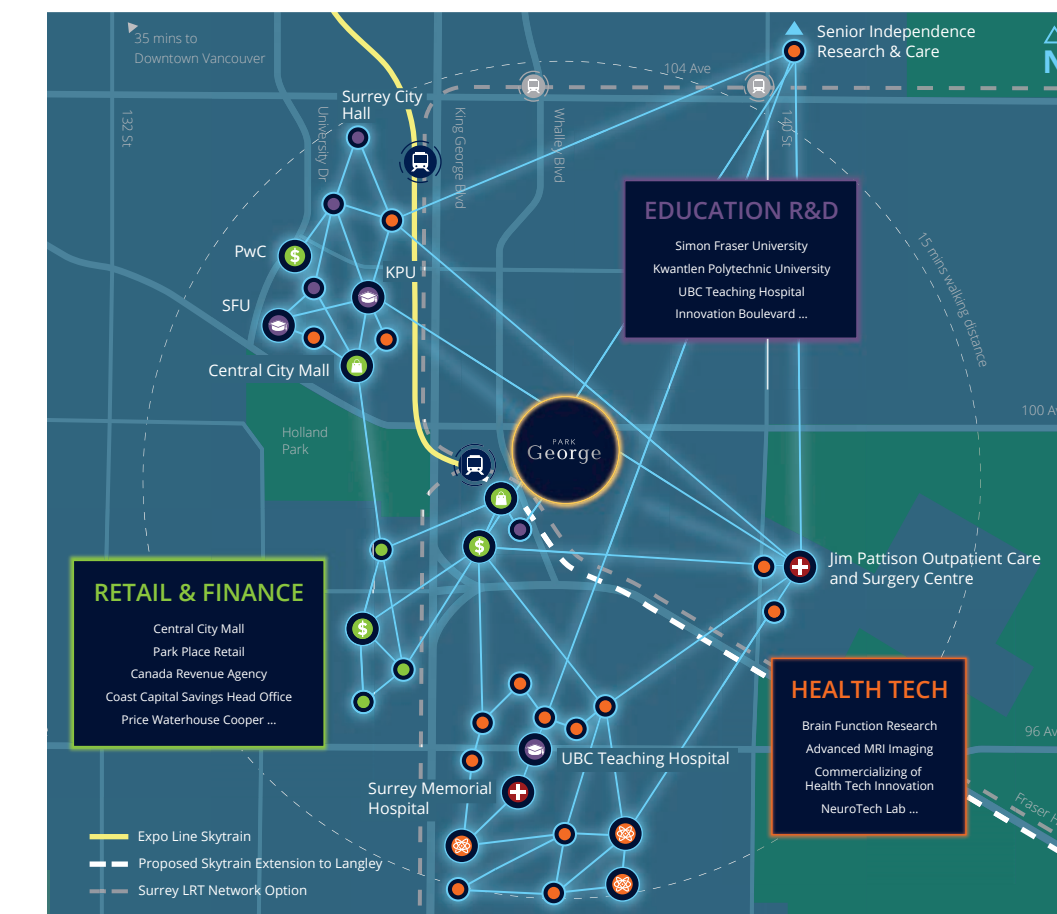 35 mins to
Downtown Vancouver
Senior Independence
Research & Care
N
104 Ave
Surrey City
Hall
132 St
University Dr
King George Blvd
Whalley Blvd
140 St
EDUCATION R&D
Simon Fraser University
Kwantlen Polytechnic University
UBC Teaching Hospital
Innovation Boulevard ...
15 mins walking distance
PwC
$
KPU
SFU
Central City Mall
100 Av
Holland
Park
PARK
George
$
Jim Pattison Outpatient Care
and Surgery Centre
RETAIL & FINANCE
Central City Mall
Park Place Retail
Canada Revenue Agency
Coast Capital Savings Head Office
Price Waterhouse Cooper ...
$
HEALTH TECH
Brain Function Research
Advanced MRI Imaging
Commercializing of
Health Tech Innovation
NeuroTech Lab ...
96 Av
UBC Teaching Hospital
Surrey Memorial
Hospital
Fraser H
Expo Line Skytrain
Proposed Skytrain Extension to Langley
Surrey LRT Network Option